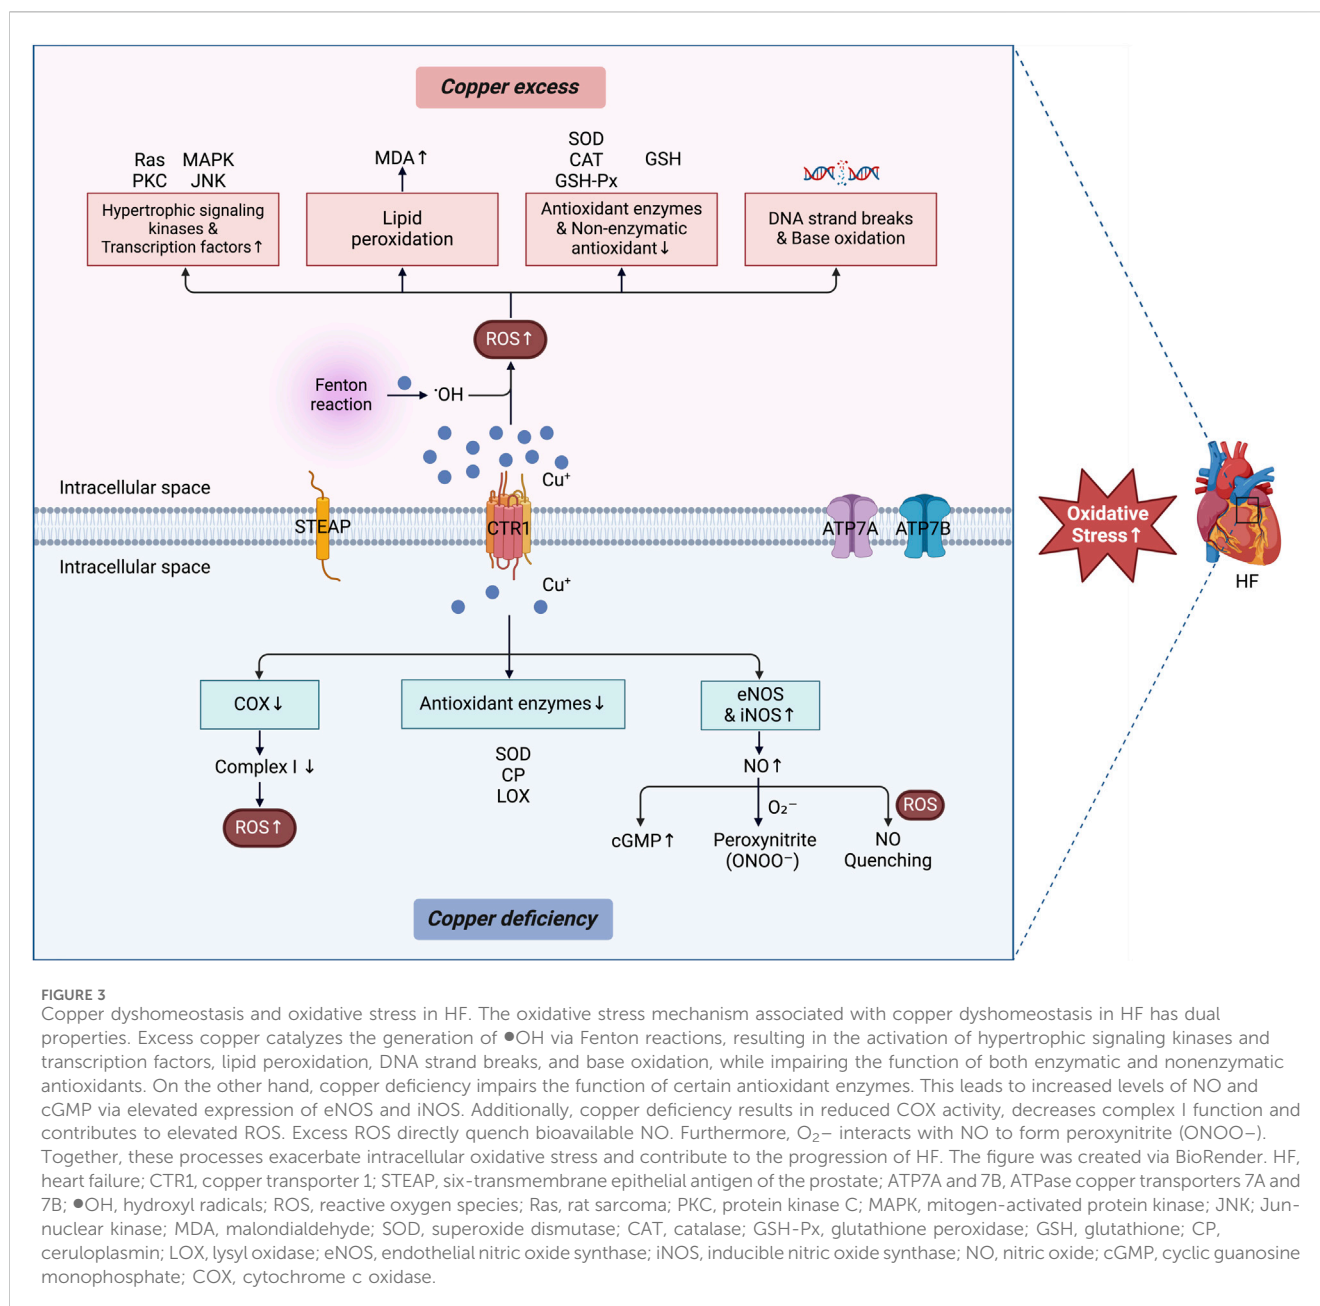 Copper excess
Ras MAPK
PKC JNK
Hypertrophic signaling
kinases &
Transcription factors↑
MDA↑
Lipid
peroxidation
SOD
CAT
GSH-Px
GSH
Antioxidant enzymes
& Non-enzymatic
antioxidant↓
DNA strand breaks
& Base oxidation
ROS↑
Fenton
reaction
·OH
Cu⁺
Intracellular space
STEAP
CTR1
ATP7A
ATP7B
Intracellular space
Cu⁺
Oxidative
Stress↑
HF
COX↓
Complex I ↓
ROS↑
Antioxidant enzymes↓
SOD
CP
LOX
eNOS
& iNOS↑
NO↑
O₂⁻
ROS
cGMP↑
Peroxynitrite
(ONOO⁻)
NO
Quenching
Copper deficiency
FIGURE 3
Copper dyshomeostasis and oxidative stress in HF. The oxidative stress mechanism associated with copper dyshomeostasis in HF has dual
properties. Excess copper catalyzes the generation of ●OH via Fenton reactions, resulting in the activation of hypertrophic signaling kinases and
transcription factors, lipid peroxidation, DNA strand breaks, and base oxidation, while impairing the function of both enzymatic and nonenzymatic
antioxidants. On the other hand, copper deficiency impairs the function of certain antioxidant enzymes. This leads to increased levels of NO and
cGMP via elevated expression of eNOS and iNOS. Additionally, copper deficiency results in reduced COX activity, decreases complex I function and
contributes to elevated ROS. Excess ROS directly quench bioavailable NO. Furthermore, O₂− interacts with NO to form peroxynitrite (ONOO−).
Together, these processes exacerbate intracellular oxidative stress and contribute to the progression of HF. The figure was created via BioRender. HF,
heart failure; CTR1, copper transporter 1; STEAP, six-transmembrane epithelial antigen of the prostate; ATP7A and 7B, ATPase copper transporters 7A and
7B; ●OH, hydroxyl radicals; ROS, reactive oxygen species; Ras, rat sarcoma; PKC, protein kinase C; MAPK, mitogen-activated protein kinase; JNK; Jun-
nuclear kinase; MDA, malondialdehyde; SOD, superoxide dismutase; CAT, catalase; GSH-Px, glutathione peroxidase; GSH, glutathione; CP,
ceruloplasmin; LOX, lysyl oxidase; eNOS, endothelial nitric oxide synthase; iNOS, inducible nitric oxide synthase; NO, nitric oxide; cGMP, cyclic guanosine
monophosphate; COX, cytochrome c oxidase.